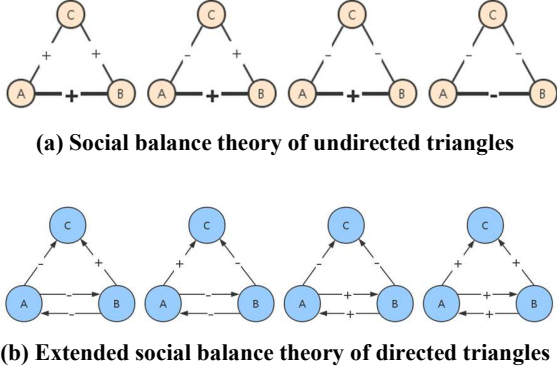 C C C C
+ + - + - - - -
A + B A + B A + B A - B
(a) Social balance theory of undirected triangles
C C C C
- + + - - - + +
A - B A - B A + B A + B
- - + +
(b) Extended social balance theory of directed triangles